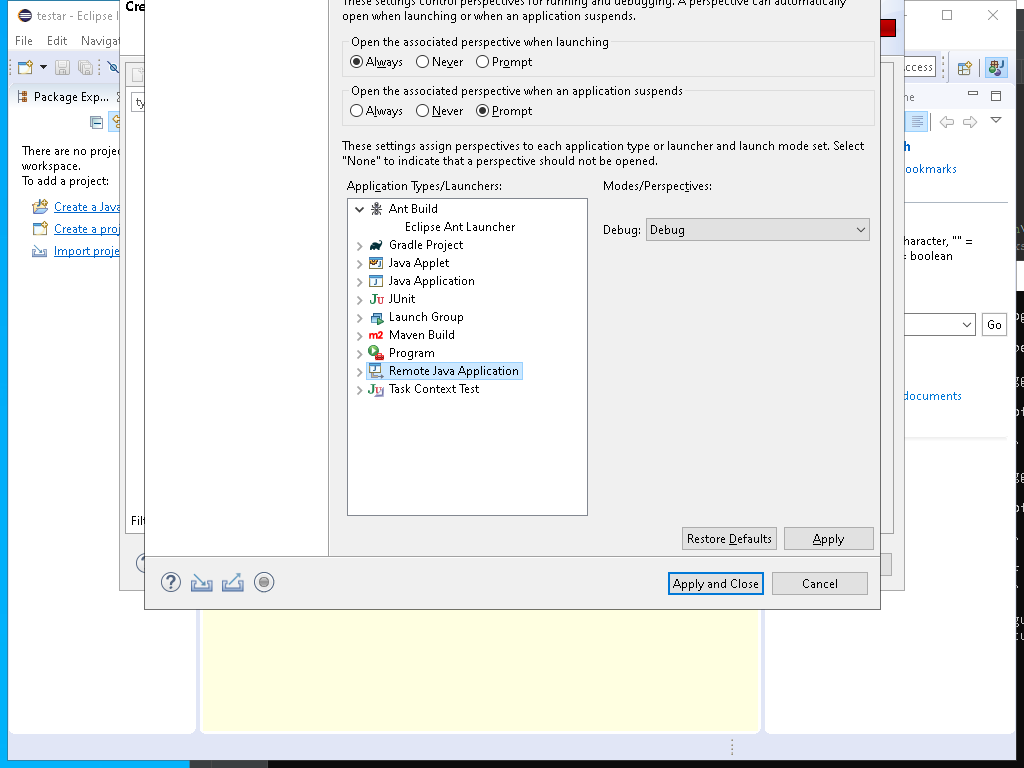 testar - Eclipse I
Cre
These settings control perspectives for running and debugging. A perspective can automatically
open when launching or when an application suspends.
File Edit Navigat
Open the associated perspective when launching
Always Never Prompt
ccess
Open the associated perspective when an application suspends
Always Never Prompt
Package Exp...
ty
ne
There are no proje
workspace.
To add a project:
Create a Java
Create a proj
Import proje
These settings assign perspectives to each application type or launcher and launch mode set. Select
"None" to indicate that a perspective should not be opened.
Application Types/Launchers:
Modes/Perspectives:
Ant Build
Eclipse Ant Launcher
Gradle Project
Java Applet
Java Application
JUnit
Launch Group
Maven Build
Program
Remote Java Application
Task Context Test
Debug: Debug
h
ookmarks
haracter, "" =
= boolean
Go
documents
Filt
Restore Defaults
Apply
Apply and Close
Cancel